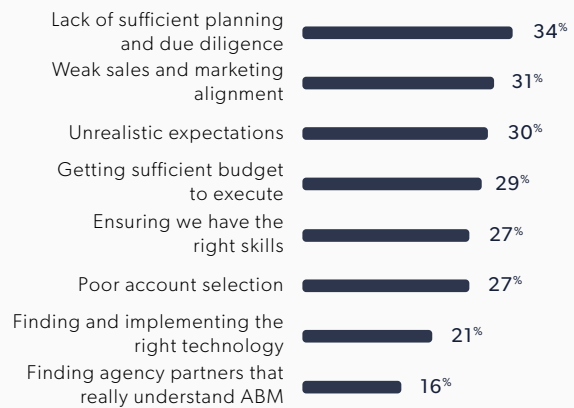 Lack of sufficient planning
and due diligence
34%
Weak sales and marketing
alignment
31%
Unrealistic expectations
30%
Getting sufficient budget
to execute
29%
Ensuring we have the
right skills
27%
Poor account selection
27%
Finding and implementing the
right technology
21%
Finding agency partners that
really understand ABM
16%